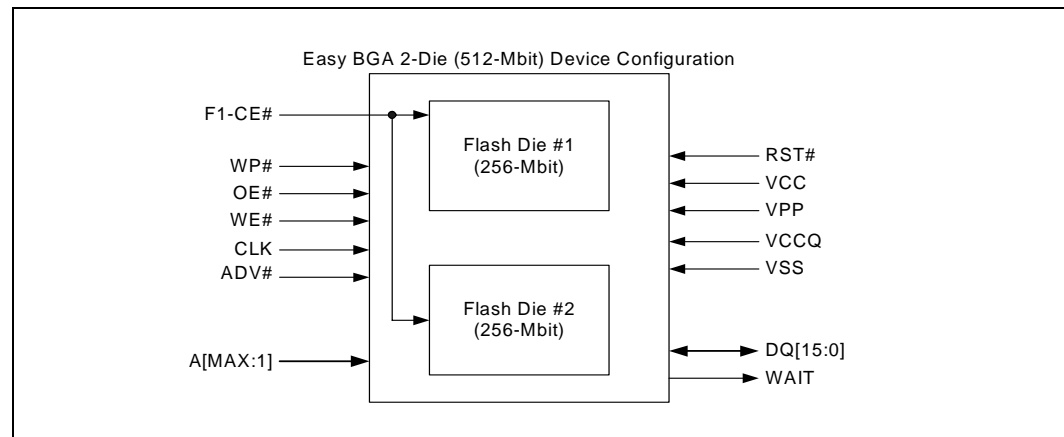 Easy BGA 2-Die (512-Mbit) Device Configuration
F1-CE#
WP#
OE#
WE#
CLK
ADV#
A[MAX:1]
Flash Die #1
(256-Mbit)
Flash Die #2
(256-Mbit)
RST#
VCC
VPP
VCCQ
VSS
DQ[15:0]
WAIT